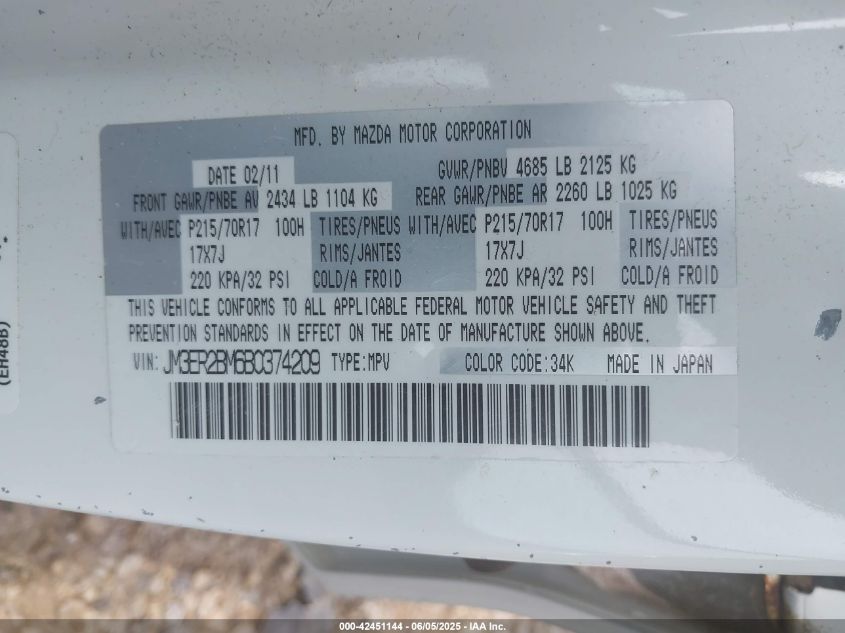 MFD. BY MAZDA MOTOR CORPORATION
DATE 02/11 GVWR/PNBV 4685 LB 2125 KG
FRONT GAWR/PNBE AV 2434 LB 1104 KG REAR GAWR/PNBE AR 2260 LB 1025 KG
WITH/AVEC P215/70R17 100H TIRES/PNEUS WITH/AVEC P215/70R17 100H TIRES/PNEUS
17X7J RIMS/JANTES 17X7J RIMS/JANTES
220 KPA/32 PSI COLD/A FROID 220 KPA/32 PSI COLD/A FROID
THIS VEHICLE CONFORMS TO ALL APPLICABLE FEDERAL MOTOR VEHICLE SAFETY AND THEFT
PREVENTION STANDARDS IN EFFECT ON THE DATE OF MANUFACTURE SHOWN ABOVE.
VIN: JM3ER2BM6B0374209 TYPE:MPV COLOR CODE:34K MADE IN JAPAN
(EH48B)
000-42451144 - 06/05/2025 - IAA Inc.